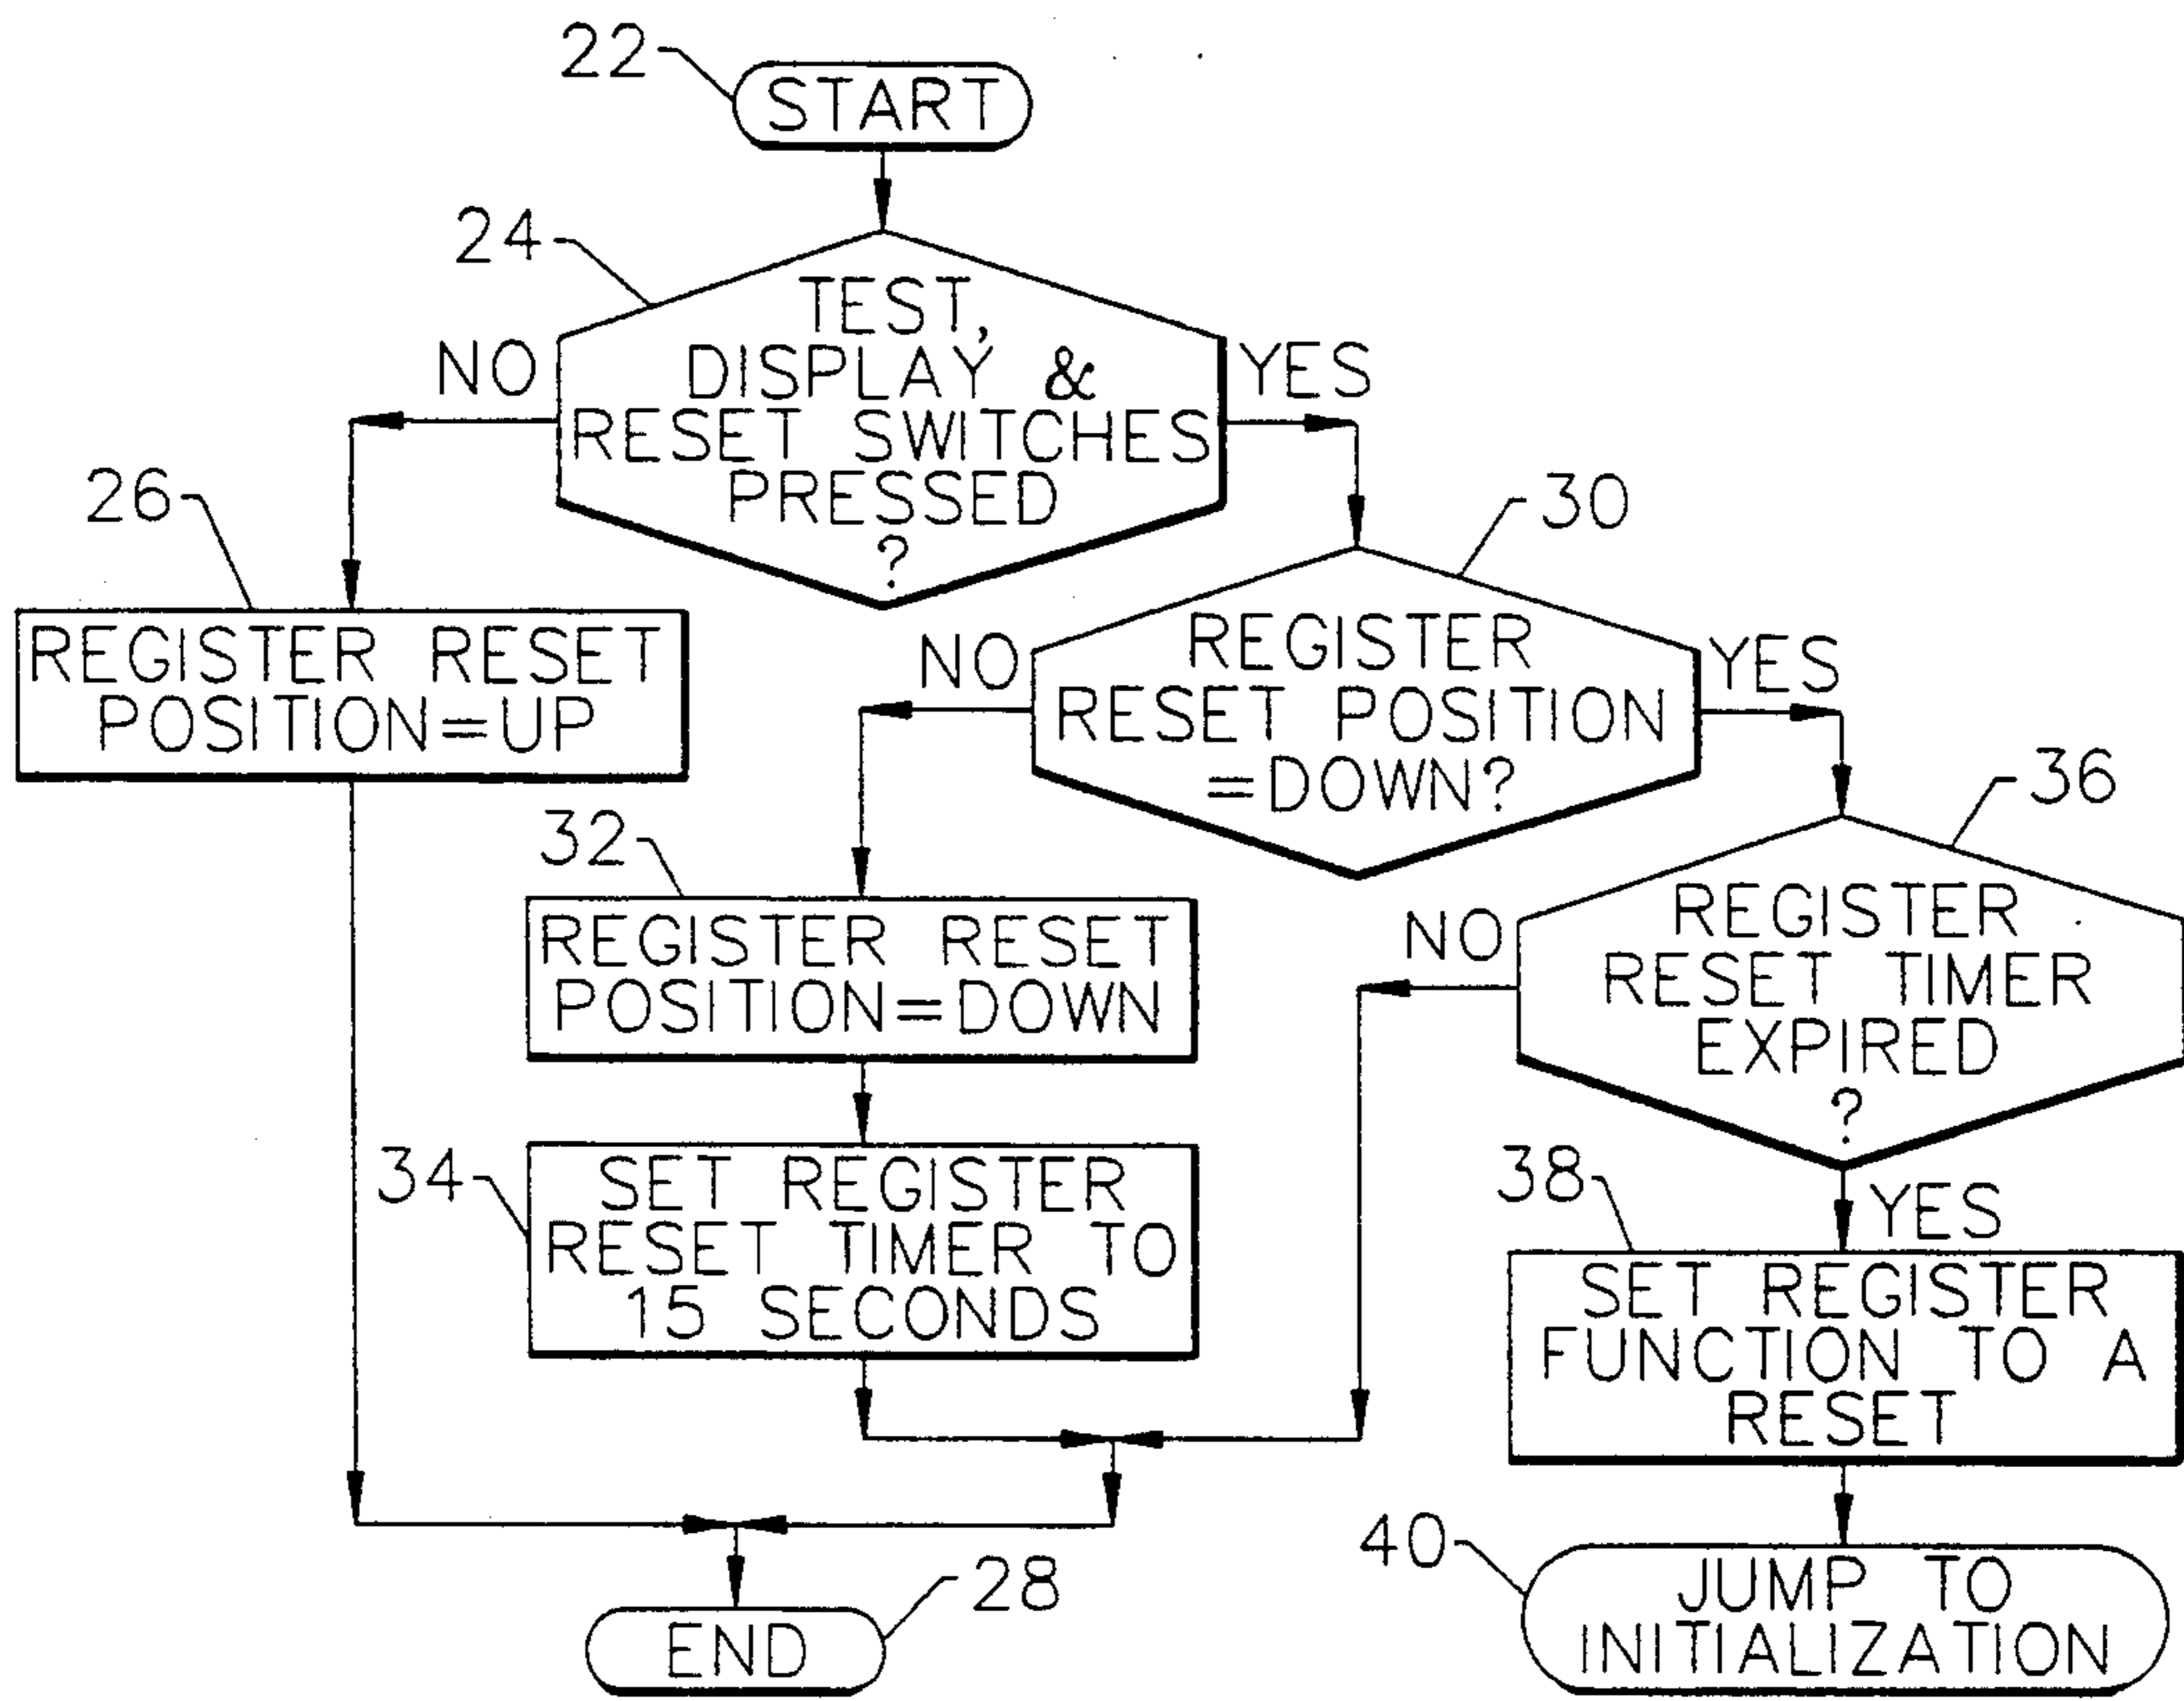 22
START
24
TEST,
DISPLAY &
RESET SWITCHES
PRESSED
?
NO
YES
26
REGISTER RESET
POSITION=UP
30
REGISTER
RESET POSITION
=DOWN?
NO
YES
32
REGISTER RESET
POSITION=DOWN
34
SET REGISTER
RESET TIMER TO
15 SECONDS
36
REGISTER
RESET TIMER
EXPIRED
?
NO
YES
38
SET REGISTER
FUNCTION TO A
RESET
40
JUMP TO
INITIALIZATION
28
END